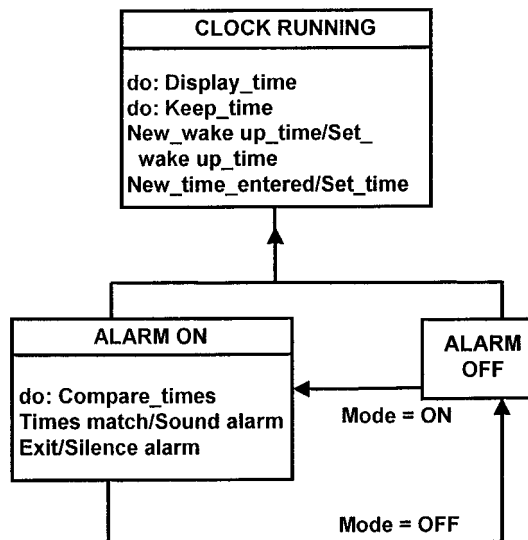 CLOCK RUNNING
do: Display_time
do: Keep_time
New_wake up_time/Set_
wake up_time
New_time_entered/Set_time
ALARM ON
do: Compare_times
Times match/Sound alarm
Exit/Silence alarm
ALARM
OFF
Mode = ON
Mode = OFF